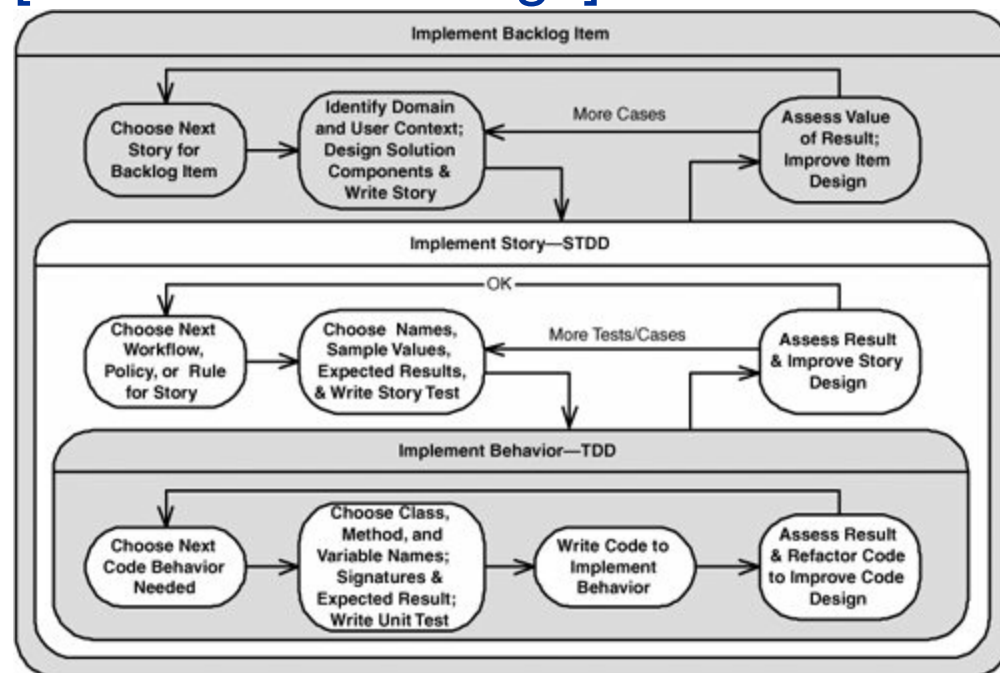 Implement Backlog Item
Choose Next
Story for
Backlog Item
Identify Domain
and User Context;
Design Solution
Components &
Write Story
More Cases
Assess Value
of Result;
Improve Item
Design
Implement Story—STDD
OK
Choose Next
Workflow,
Policy, or Rule
for Story
Choose Names,
Sample Values,
Expected Results,
& Write Story Test
More Tests/Cases
Assess Result
& Improve Story
Design
Implement Behavior—TDD
Choose Next
Code Behavior
Needed
Choose Class,
Method, and
Variable Names;
Signatures &
Expected Result;
Write Unit Test
Write Code to
Implement
Behavior
Assess Result
& Refactor Code
to Improve Code
Design